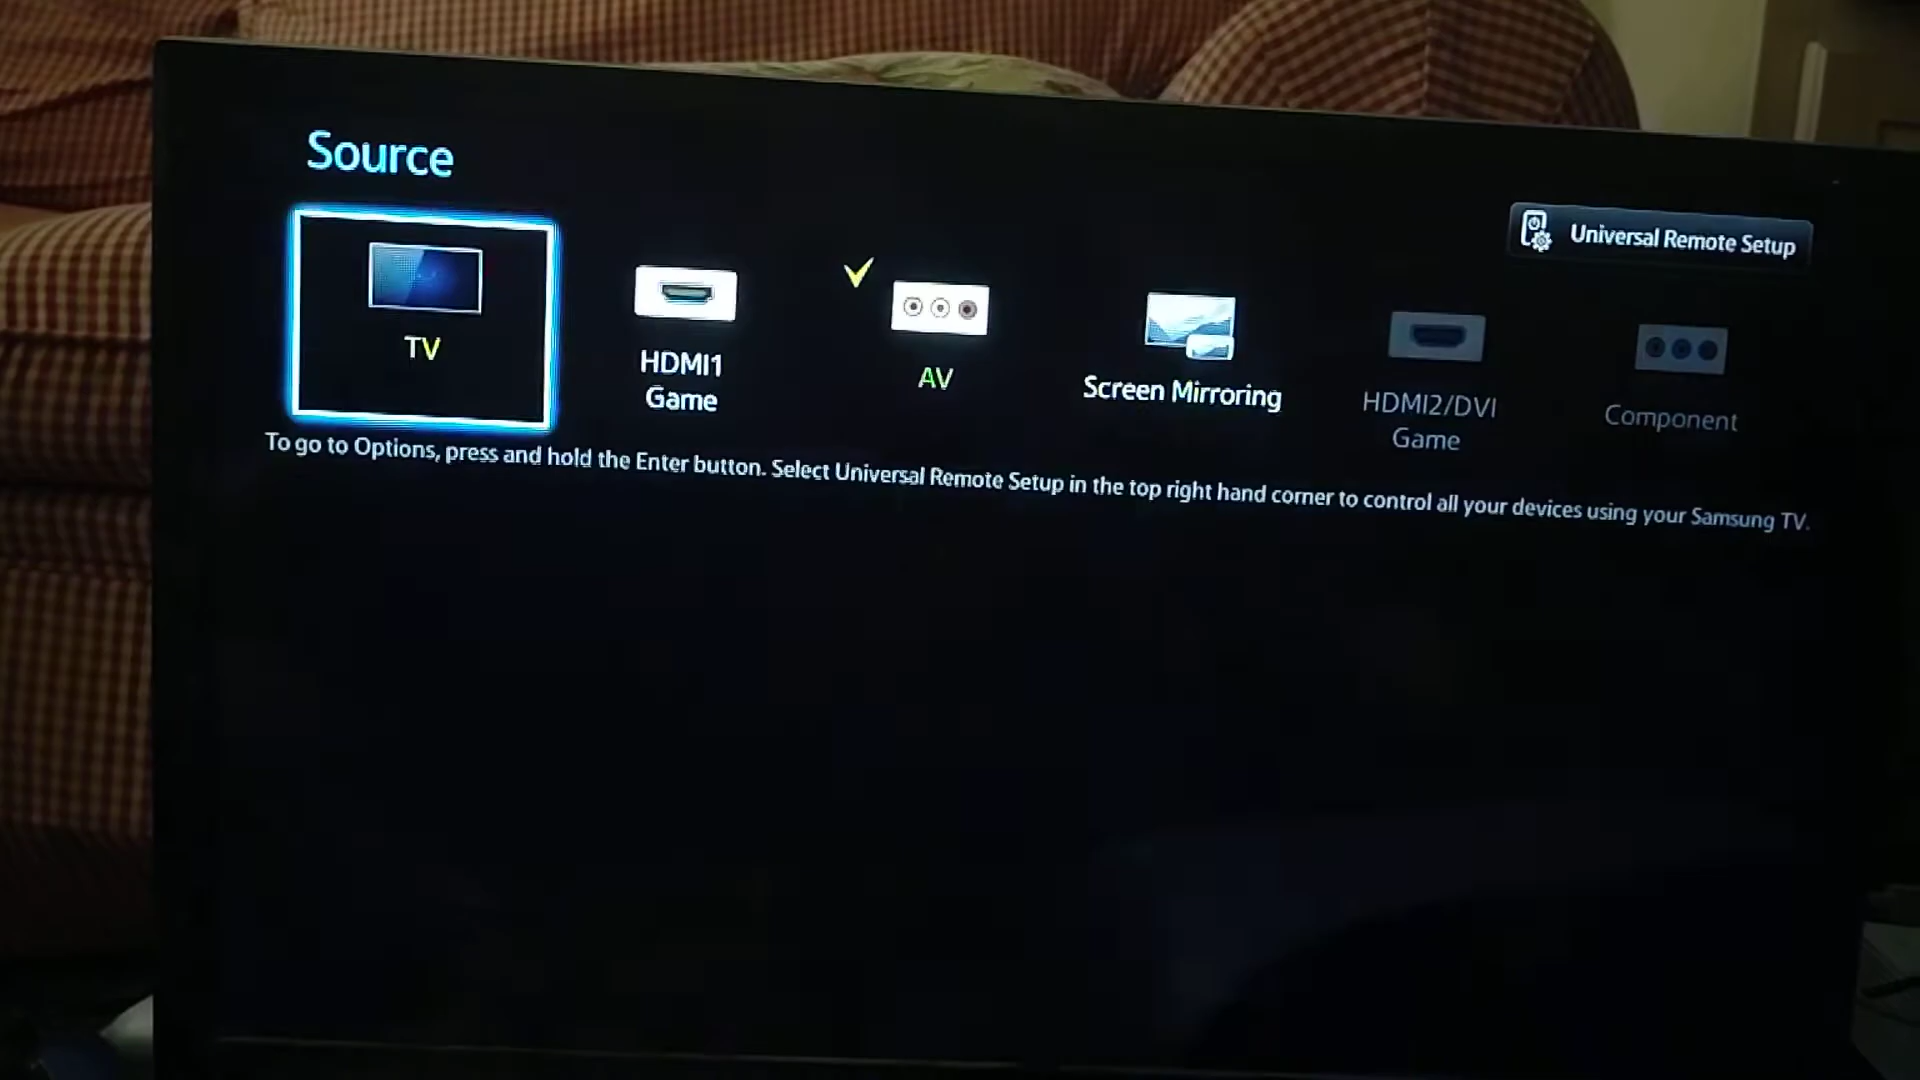 Source
Universal Remote Setup
TV
HDMI1
Game
AV
Screen Mirroring
HDMI2/DVI
Game
Component
To go to Options, press and hold the Enter button. Select Universal Remote Setup in the top right hand corner to control all your devices using your Samsung TV.